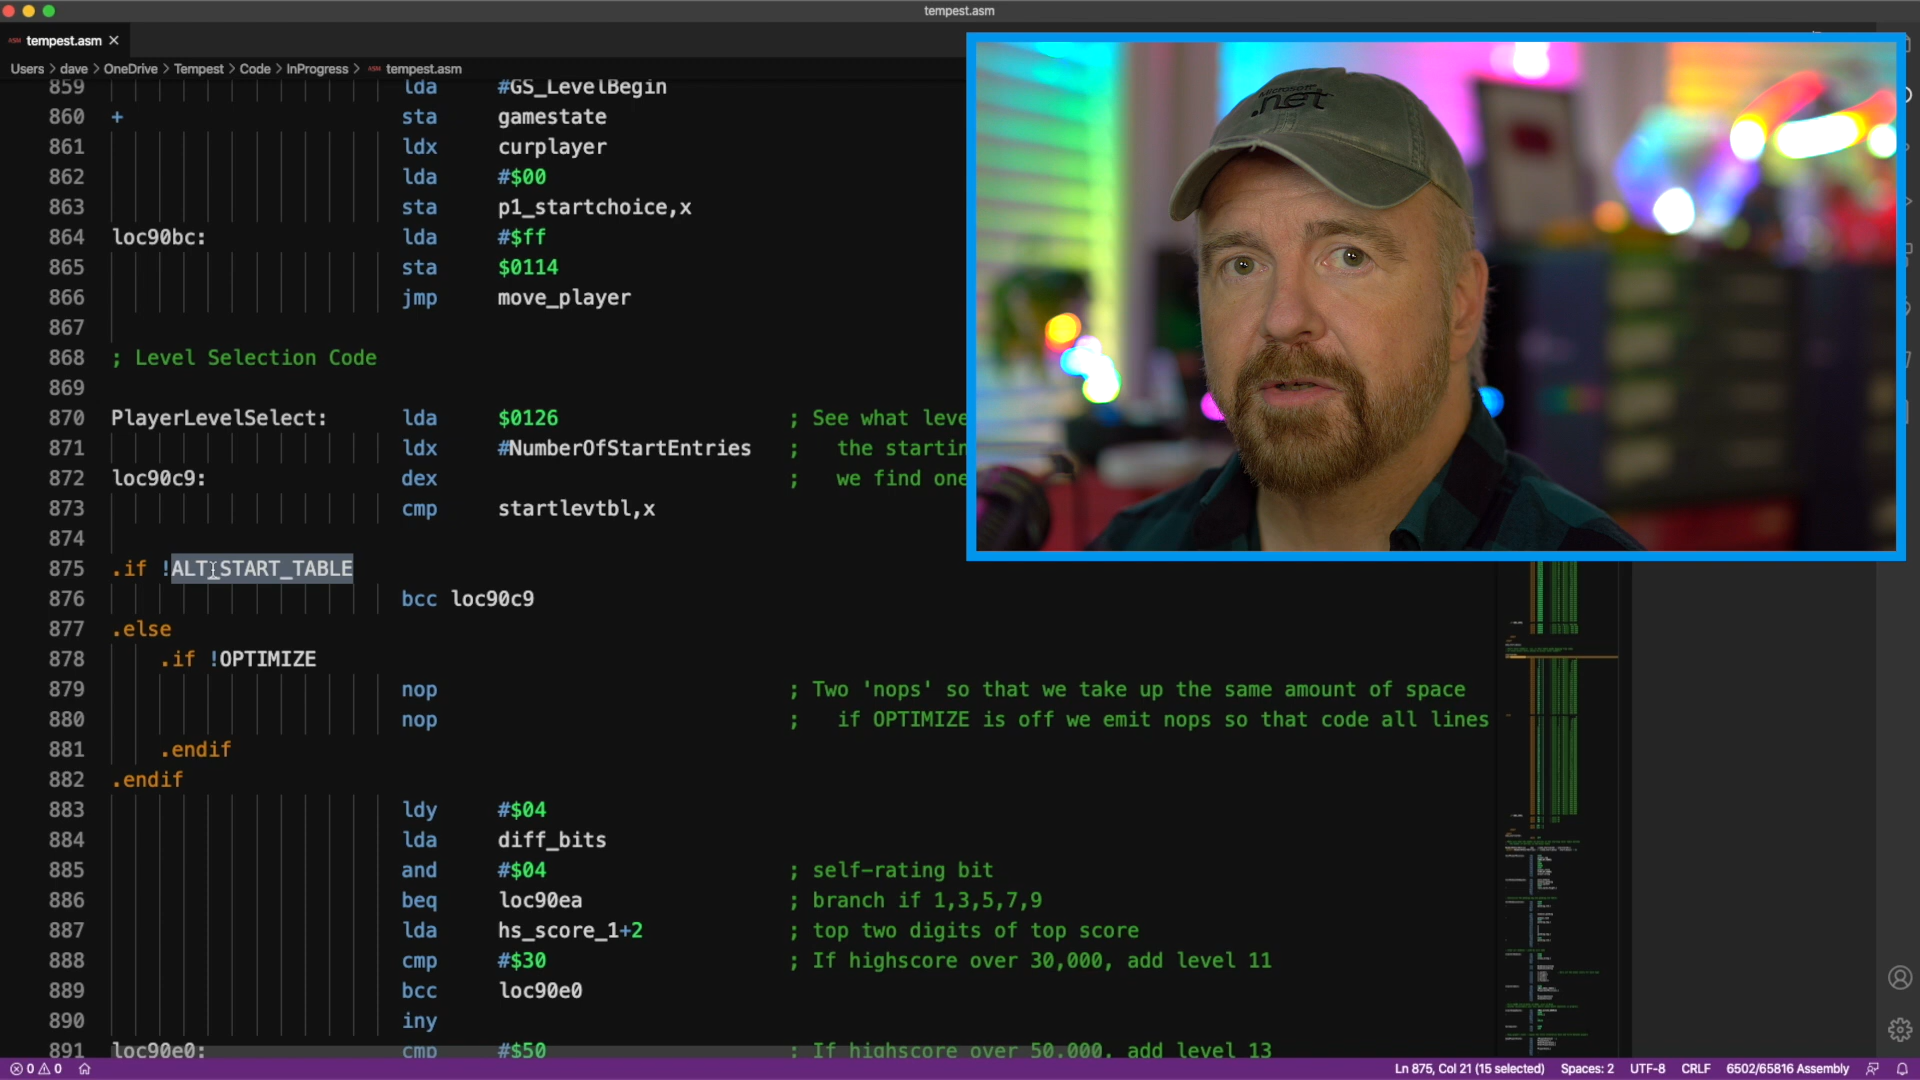 tempest.asm
ASM tempest.asm ×
Users > dave > OneDrive > Tempest > Code > InProgress > ASM tempest.asm
859 lda #GS_LevelBegin
860 + sta gamestate
861 ldx curplayer
862 lda #$00
863 sta p1_startchoice,x
864 loc90bc: lda #$ff
865 sta $0114
866 jmp move_player
867
868 ; Level Selection Code
869
870 PlayerLevelSelect: lda $0126 ; See what leve
871 ldx #NumberOfStartEntries ; the startin
872 loc90c9: dex ; we find one
873 cmp startlevtbl,x
874
875 .if !ALT_START_TABLE
876 bcc loc90c9
877 .else
878 .if !OPTIMIZE
879 nop ; Two 'nops' so that we take up the same amount of space
880 nop ; if OPTIMIZE is off we emit nops so that code all lines
881 .endif
882 .endif
883 ldy #$04
884 lda diff_bits
885 and #$04 ; self-rating bit
886 beq loc90ea ; branch if 1,3,5,7,9
887 lda hs_score_1+2 ; top two digits of top score
888 cmp #$30 ; If highscore over 30,000, add level 11
889 bcc loc90e0
890 iny
891 loc90e0: cmp #$50 ; If highscore over 50,000, add level 13
Microsoft
.net
0 0 Ln 875, Col 21 (15 selected) Spaces: 2 UTF-8 CRLF 6502/65816 Assembly